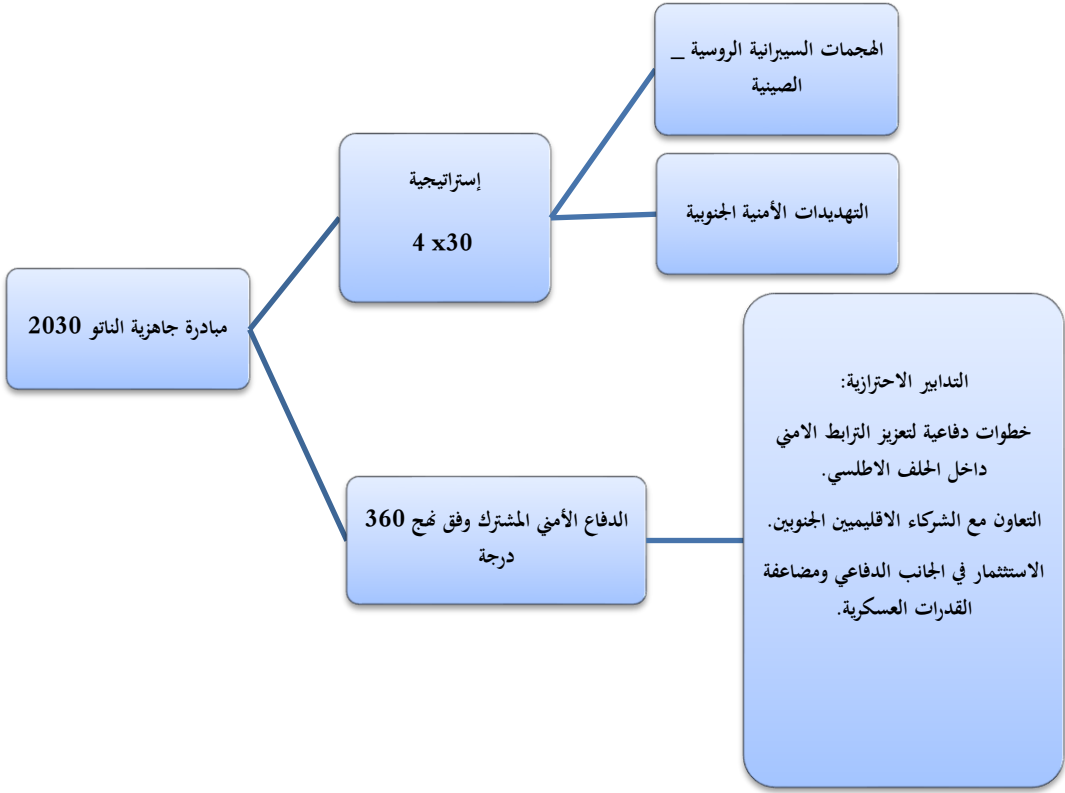 الهجمات السيبرانية الروسية _
الصينية
إستراتيجية
4 x30
التهديدات الأمنية الجنوبية
مبادرة جاهزية الناتو 2030
التدابير الاحترازية:
خطوات دفاعية لتعزيز الترابط الامني
داخل الحلف الاطلسي.
التعاون مع الشركاء الاقليميين الجنوبين.
الاستثثمار في الجانب الدفاعي ومضاعفة
القدرات العسكرية.
الدفاع الأمني المشترك وفق نهج 360
درجة